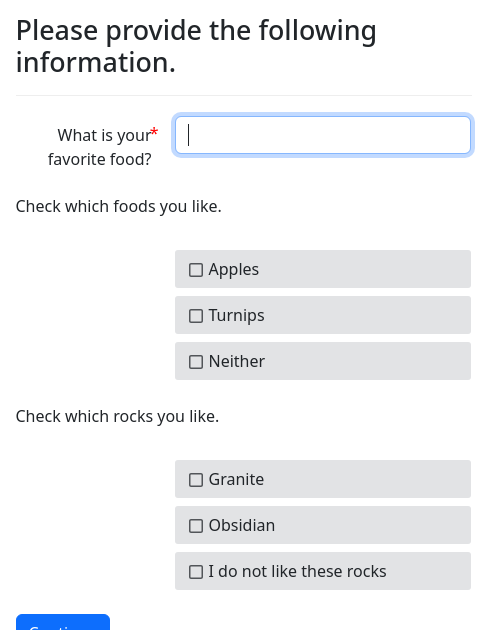 Please provide the following
information.
What is your*
favorite food?
Check which foods you like.
Apples
Turnips
Neither
Check which rocks you like.
Granite
Obsidian
I do not like these rocks